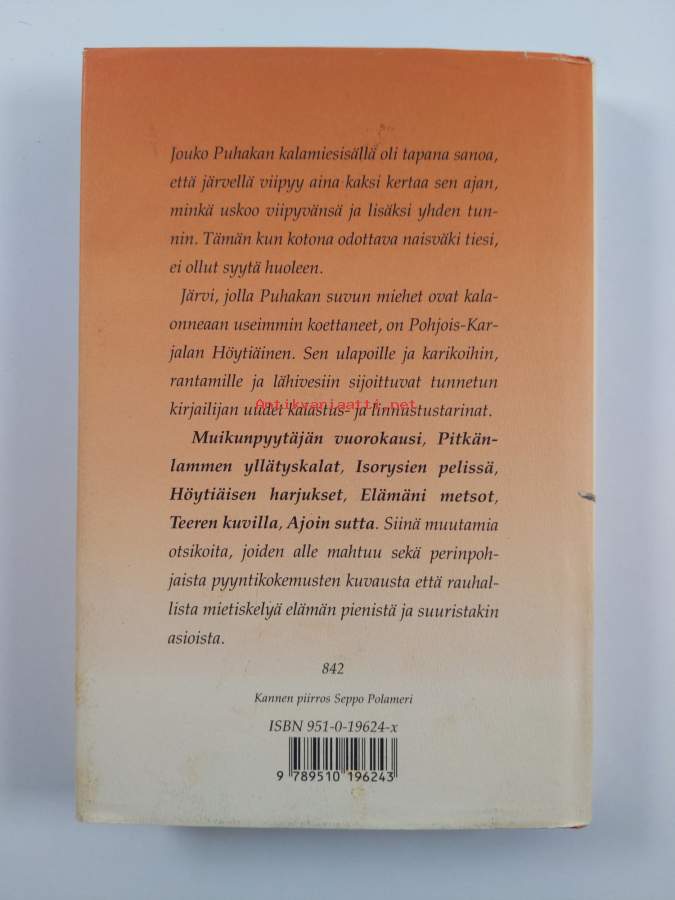 Jouko Puhakan kalamiesisällä oli tapana sanoa,
että järvellä viipyy aina kaksi kertaa sen ajan,
minkä uskoo viipyvänsä ja lisäksi yhden tun-
nin. Tämän kun kotona odottava naisväki tiesi,
ei ollut syytä huoleen.
Järvi, jolla Puhakan suvun miehet ovat kala-
onneaan useimmin koettaneet, on Pohjois-Kar-
jalan Höytiäinen. Sen ulapoille ja karikoihin,
rantamille ja lähivesiin sijoittuvat tunnetun
kirjailijan uudet kalastus- ja linnustustarinat.
Antikvariaatti.net
Muikunpyytäjän vuorokausi, Pitkän-
lammen yllätyskalat, Isorysien pelissä,
Höytiäisen harjukset, Elämäni metsot,
Teeren kuvilla, Ajoin sutta. Siinä muutamia
otsikoita, joiden alle mahtuu sekä perinpoh-
jaista pyyntikokemusten kuvausta että rauhal-
lista mietiskelyä elämän pienistä ja suuristakin
asioista.
842
Kannen piirros Seppo Polameri
ISBN 951-0-19624-x
9 789510 196243